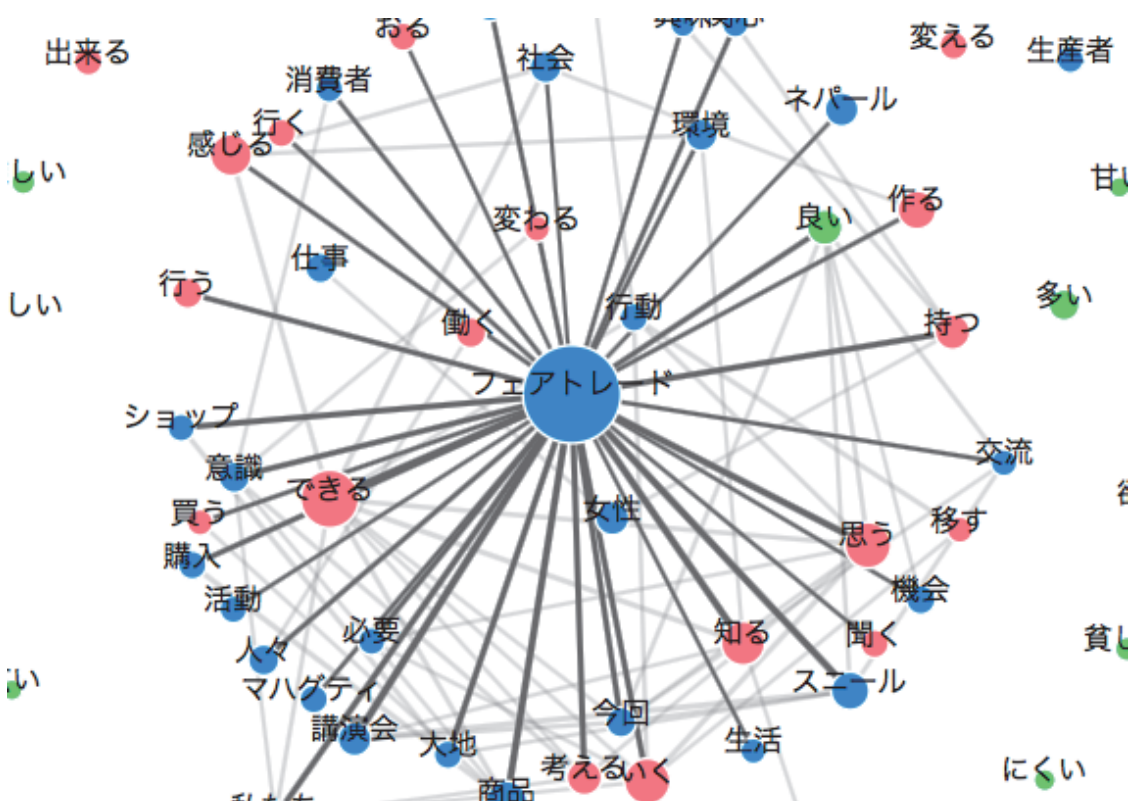 おる
社会
変える
生産者
出来る
消費者
ネパール
行く
環境
感じる
しい
作る
変わる
良い
仕事
行う
多い
しい
行動
働く
持つ
フェアトレード
ショップ
交流
意識
できる
女性
買う
移す
思う
購入
機会
活動
必要
知る
聞く
人々
スニール
マハグティ
今回
講演会
大地
生活
考える
いく
にくい
商品